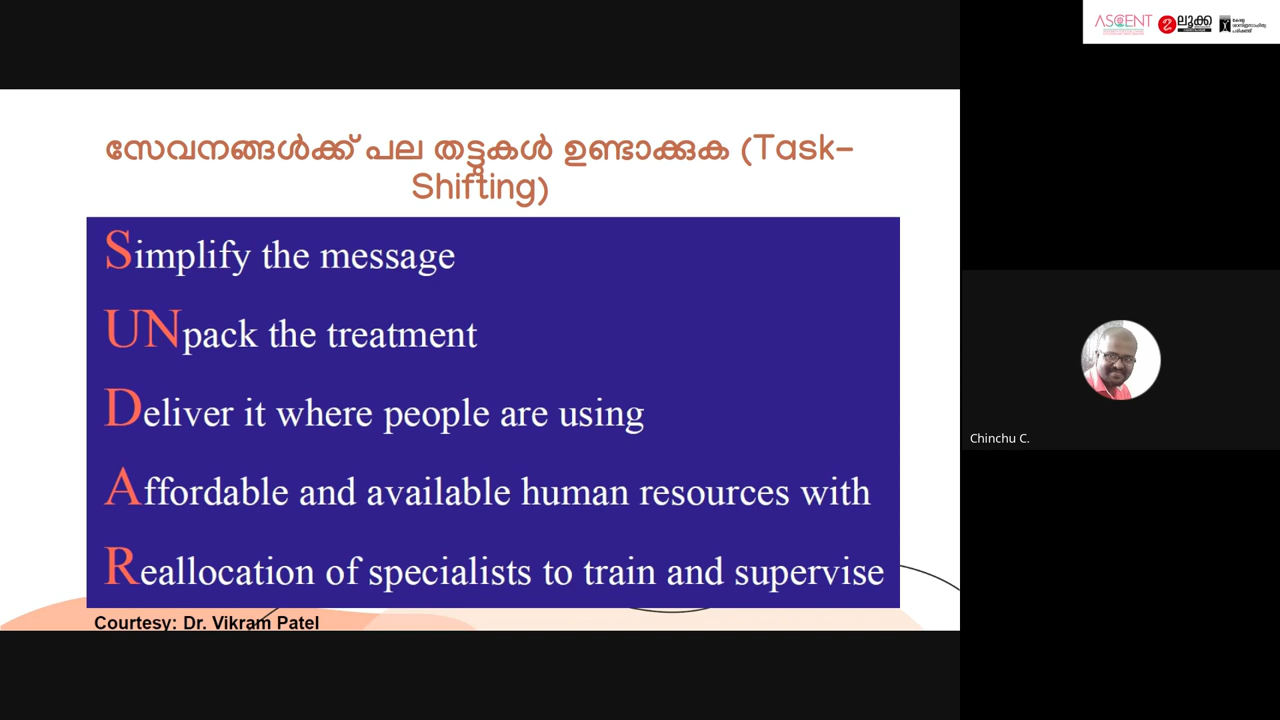 ASCENT
ലൂക്ക
സേവനങ്ങൾക്ക് പല തട്ടുകൾ ഉണ്ടാക്കുക (Task-
Shifting)
Simplify the message
UNpack the treatment
Deliver it where people are using
Affordable and available human resources with
Reallocation of specialists to train and supervise
Courtesy: Dr. Vikram Patel
Chinchu C.